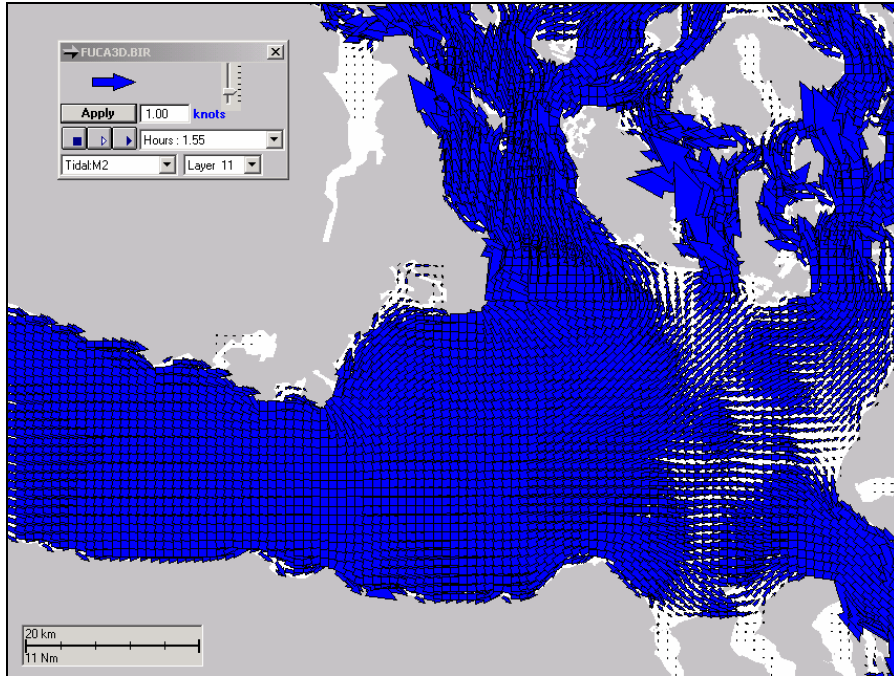 FUCA3D.BIR
Apply 1.00 knots
Hours : 1.55
Tidal:M2 Layer 11
20 km
11 Nm